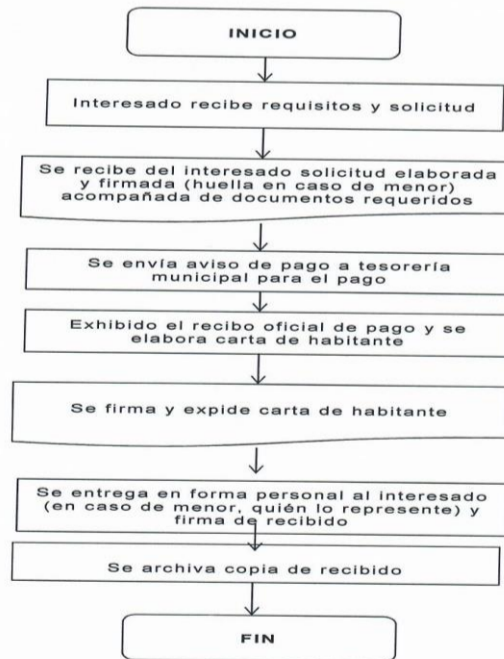 INICIO
Interesado recibe requisitos y solicitud
Se recibe del interesado solicitud elaborada
y firmada (huella en caso de menor)
acompañada de documentos requeridos
Se envía aviso de pago a tesorería
municipal para el pago
Exhibido el recibo oficial de pago y se
elabora carta de habitante
Se firma y expide carta de habitante
Se entrega en forma personal al interesado
(en caso de menor, quién lo represente) y
firma de recibido
Se archiva copia de recibido
FIN